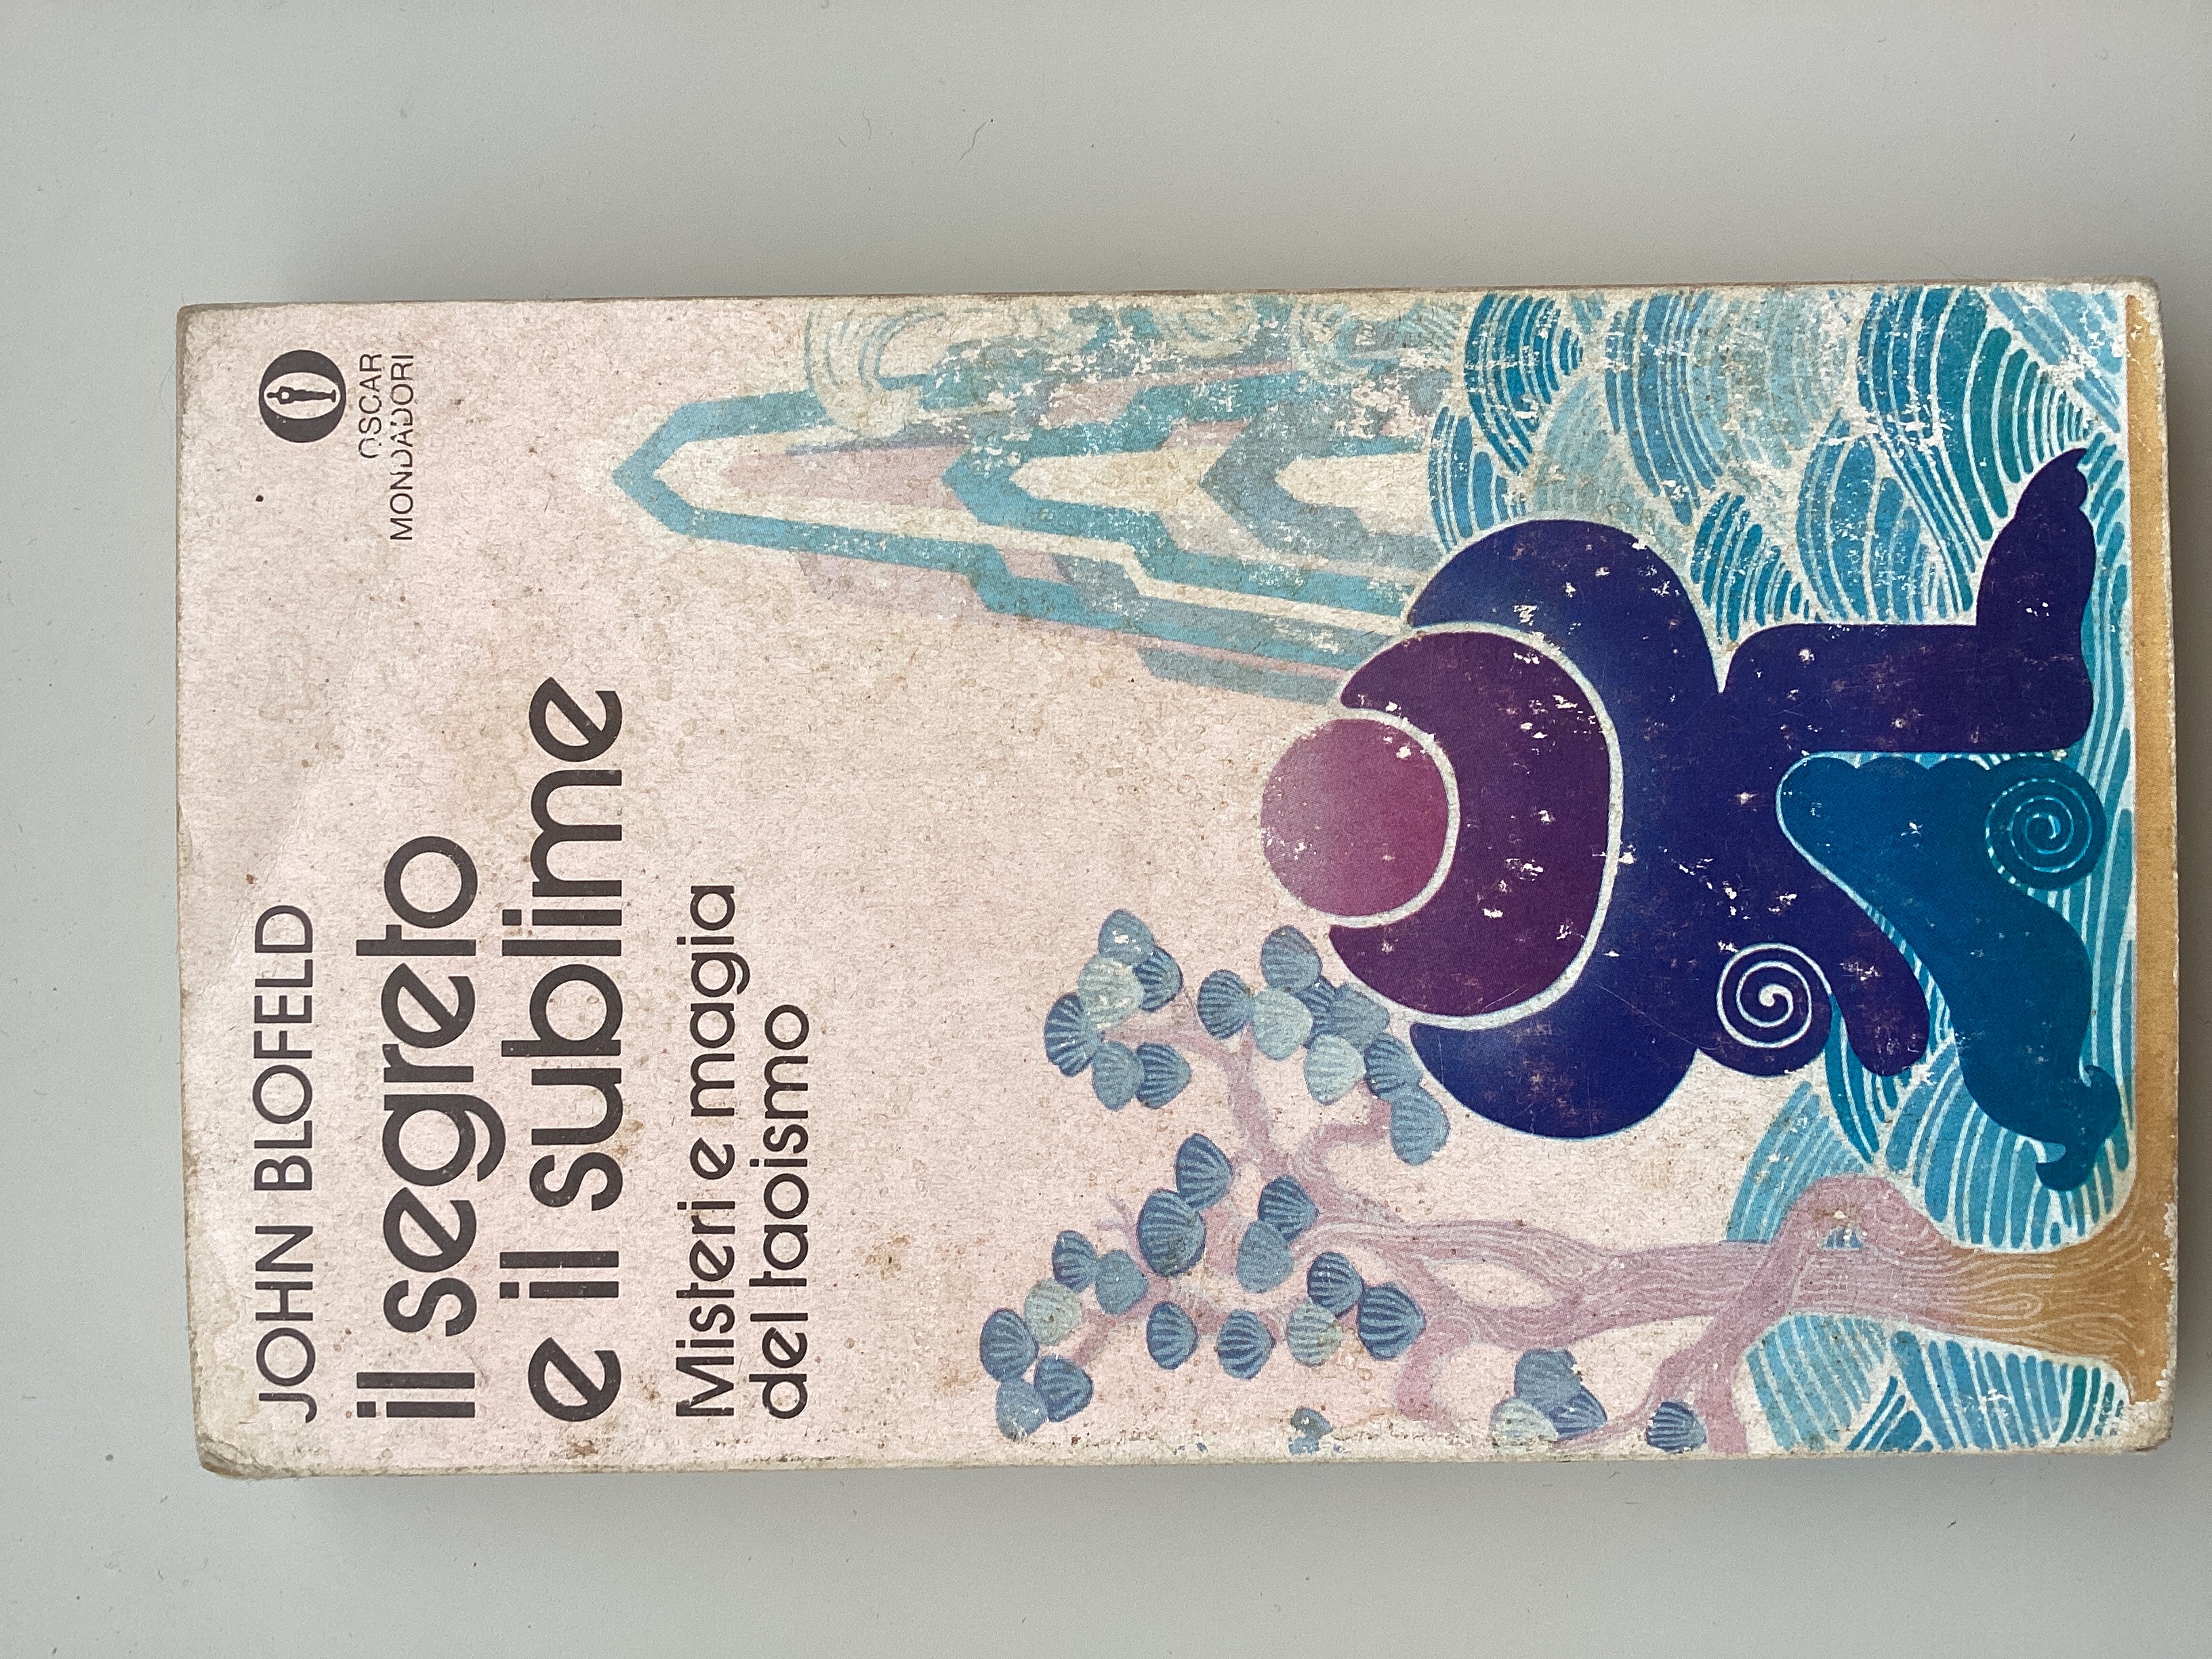 JOHN BLOFELD
il segreto
e il sublime
Misteri e magia
del taoismo
OSCAR
MONDADORI